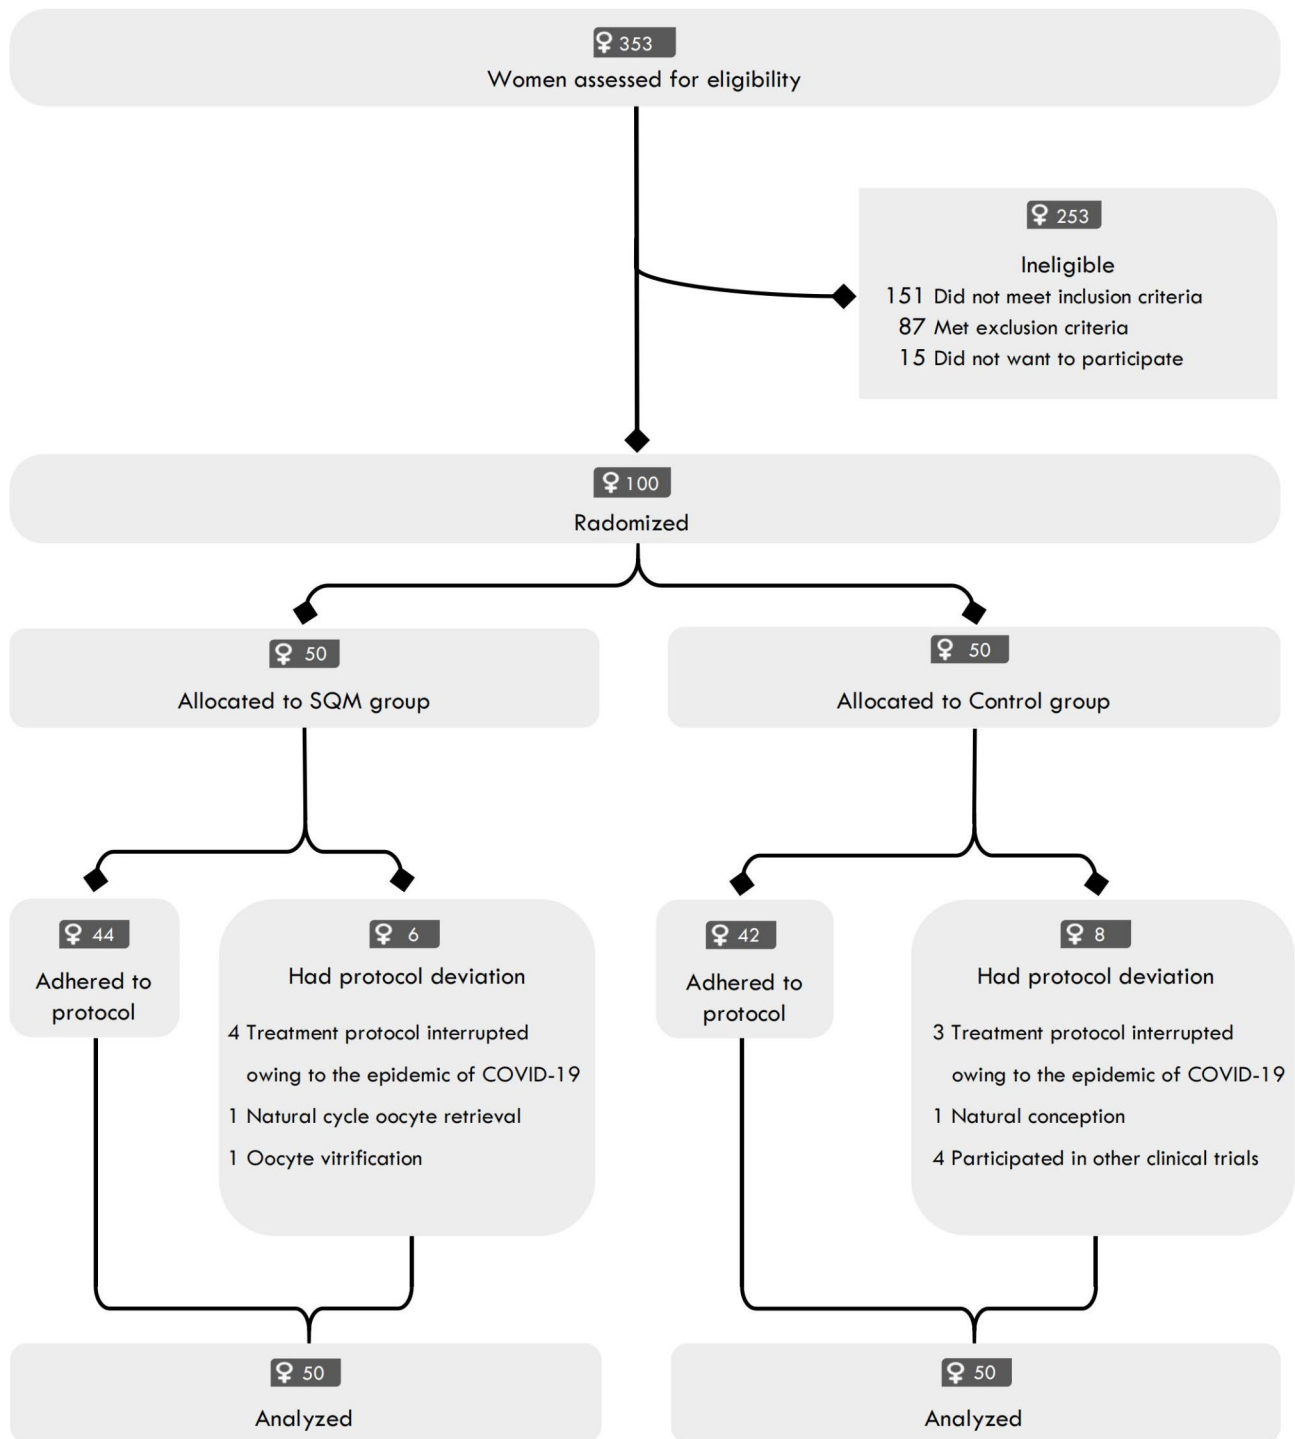 ♀ 353
Women assessed for eligibility
♀ 253
Ineligible
151 Did not meet inclusion criteria
87 Met exclusion criteria
15 Did not want to participate
♀ 100
Radomized
♀ 50
Allocated to SQM group
♀ 50
Allocated to Control group
♀ 44
Adhered to
protocol
♀ 6
Had protocol deviation
4 Treatment protocol interrupted
owing to the epidemic of COVID-19
1 Natural cycle oocyte retrieval
1 Oocyte vitrification
♀ 42
Adhered to
protocol
♀ 8
Had protocol deviation
3 Treatment protocol interrupted
owing to the epidemic of COVID-19
1 Natural conception
4 Participated in other clinical trials
♀ 50
Analyzed
♀ 50
Analyzed